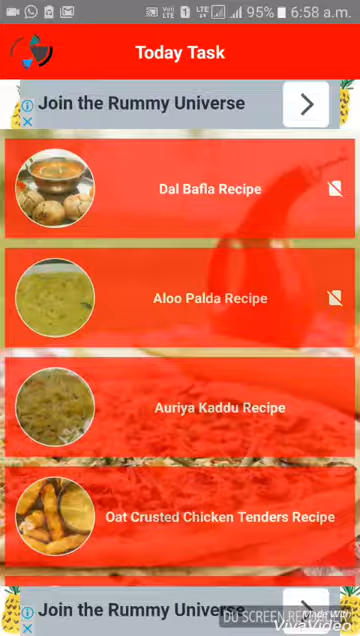 95% 6:58 a.m.
Today Task
Join the Rummy Universe
Dal Bafla Recipe
Aloo Palda Recipe
Auriya Kaddu Recipe
Oat Crusted Chicken Tenders Recipe
Join the Rummy Universe
Made With
DU SCREEN RECORDER
VivaVideo